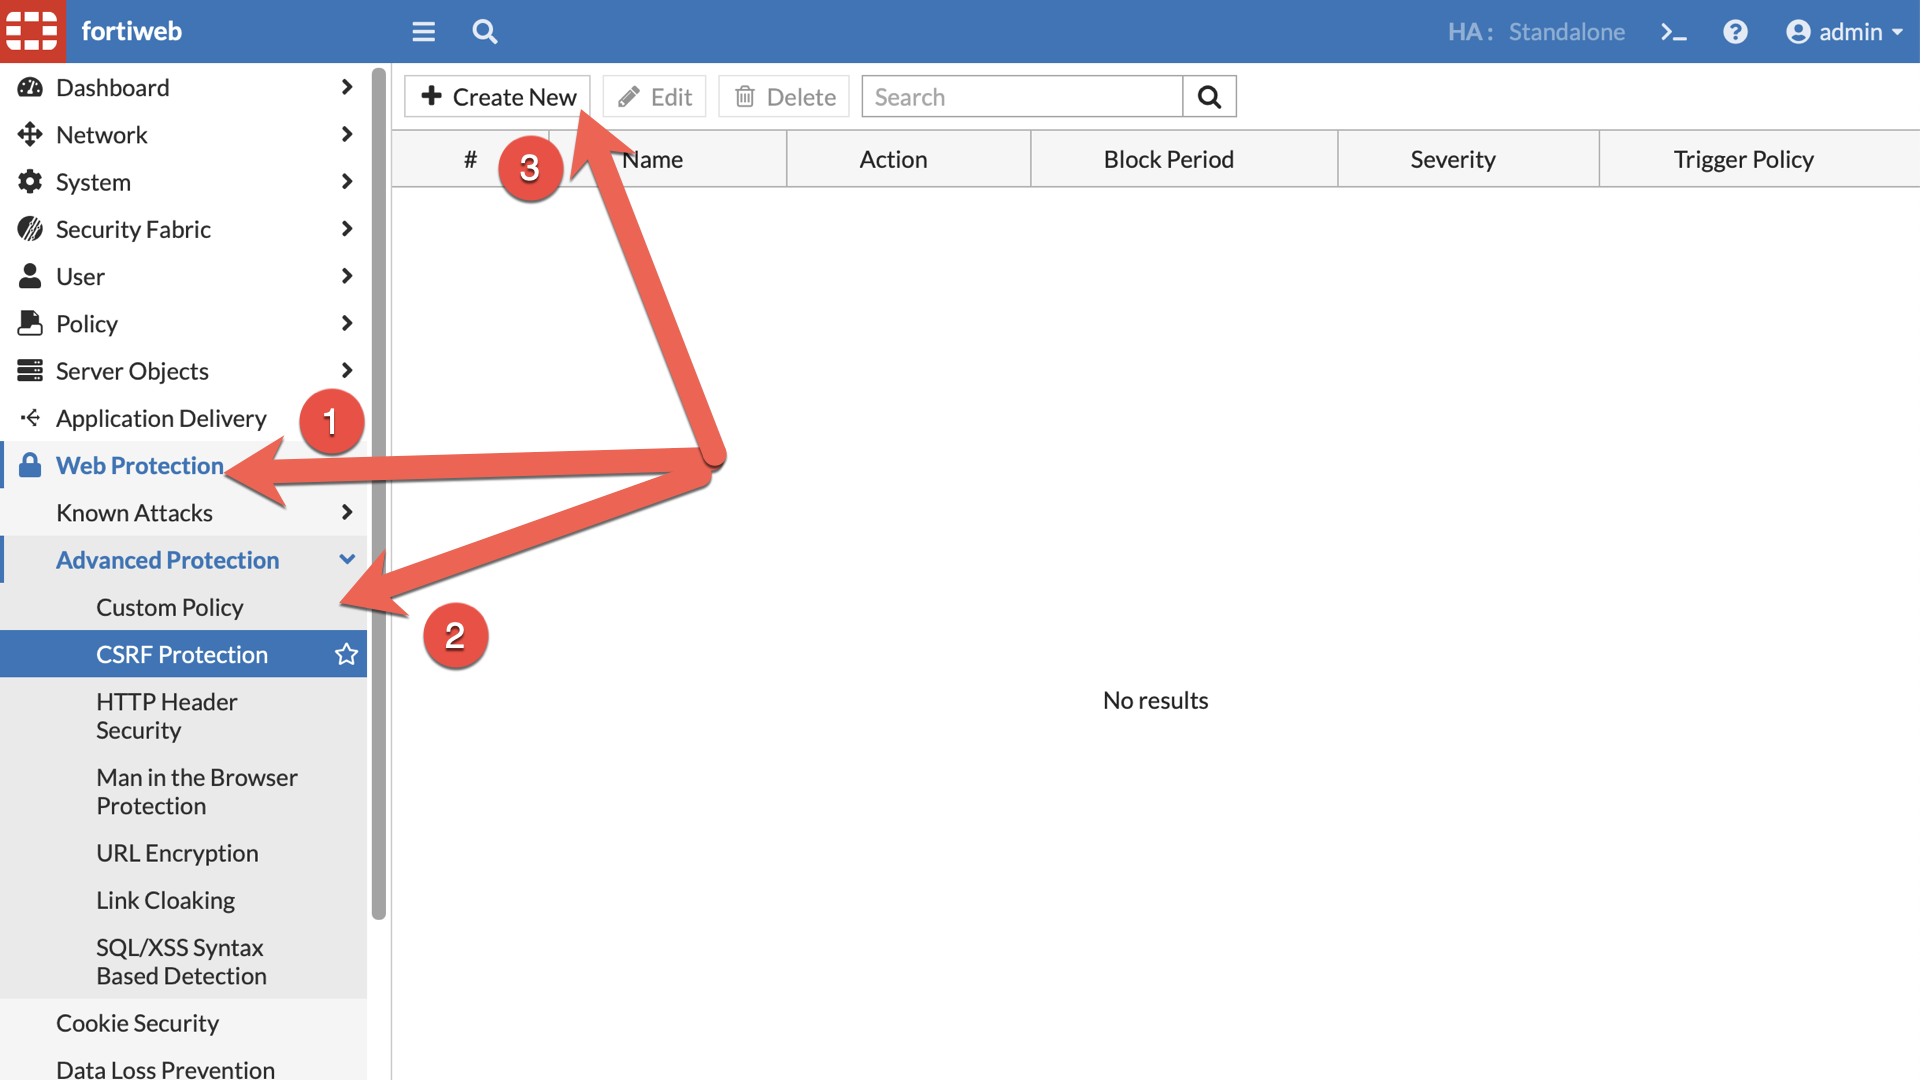 fortiweb
HA: Standalone
>_
?
admin
Dashboard
Network
System
Security Fabric
User
Policy
Server Objects
Application Delivery
Web Protection
Known Attacks
Advanced Protection
Custom Policy
CSRF Protection
HTTP Header
Security
Man in the Browser
Protection
URL Encryption
Link Cloaking
SQL/XSS Syntax
Based Detection
Cookie Security
Data Loss Prevention
1
2
3
+ Create New
Edit
Delete
Search
# Name Action Block Period Severity Trigger Policy
No results